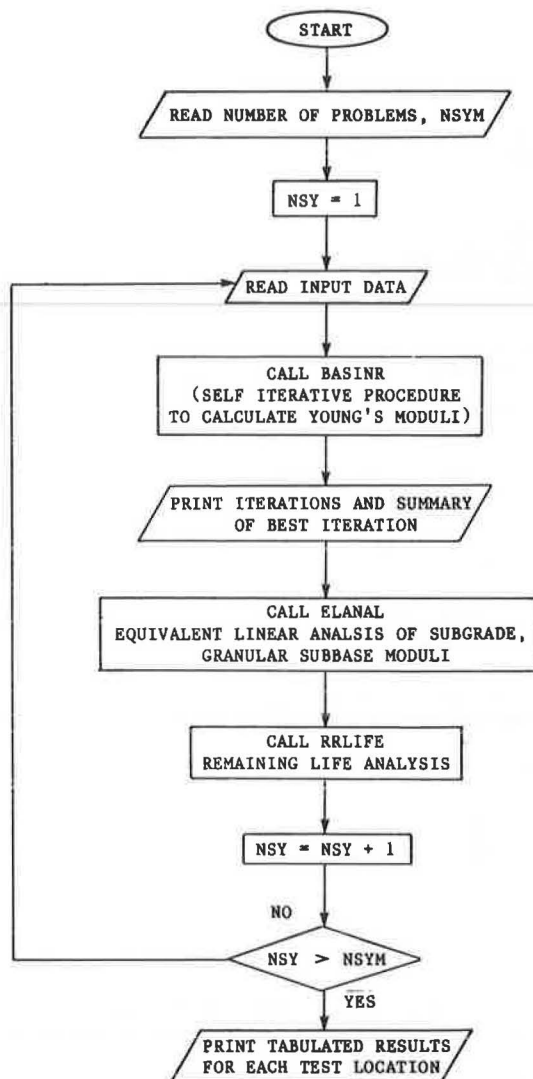 START
READ NUMBER OF PROBLEMS, NSYM
NSY = 1
READ INPUT DATA
CALL BASINR
(SELF ITERATIVE PROCEDURE
TO CALCULATE YOUNG'S MODULI)
PRINT ITERATIONS AND SUMMARY
OF BEST ITERATION
CALL ELANAL
EQUIVALENT LINEAR ANALSIS OF SUBGRADE,
GRANULAR SUBBASE MODULI
CALL RRLIFE
REMAINING LIFE ANALYSIS
NSY = NSY + 1
NO
NSY > NSYM
YES
PRINT TABULATED RESULTS
FOR EACH TEST LOCATION